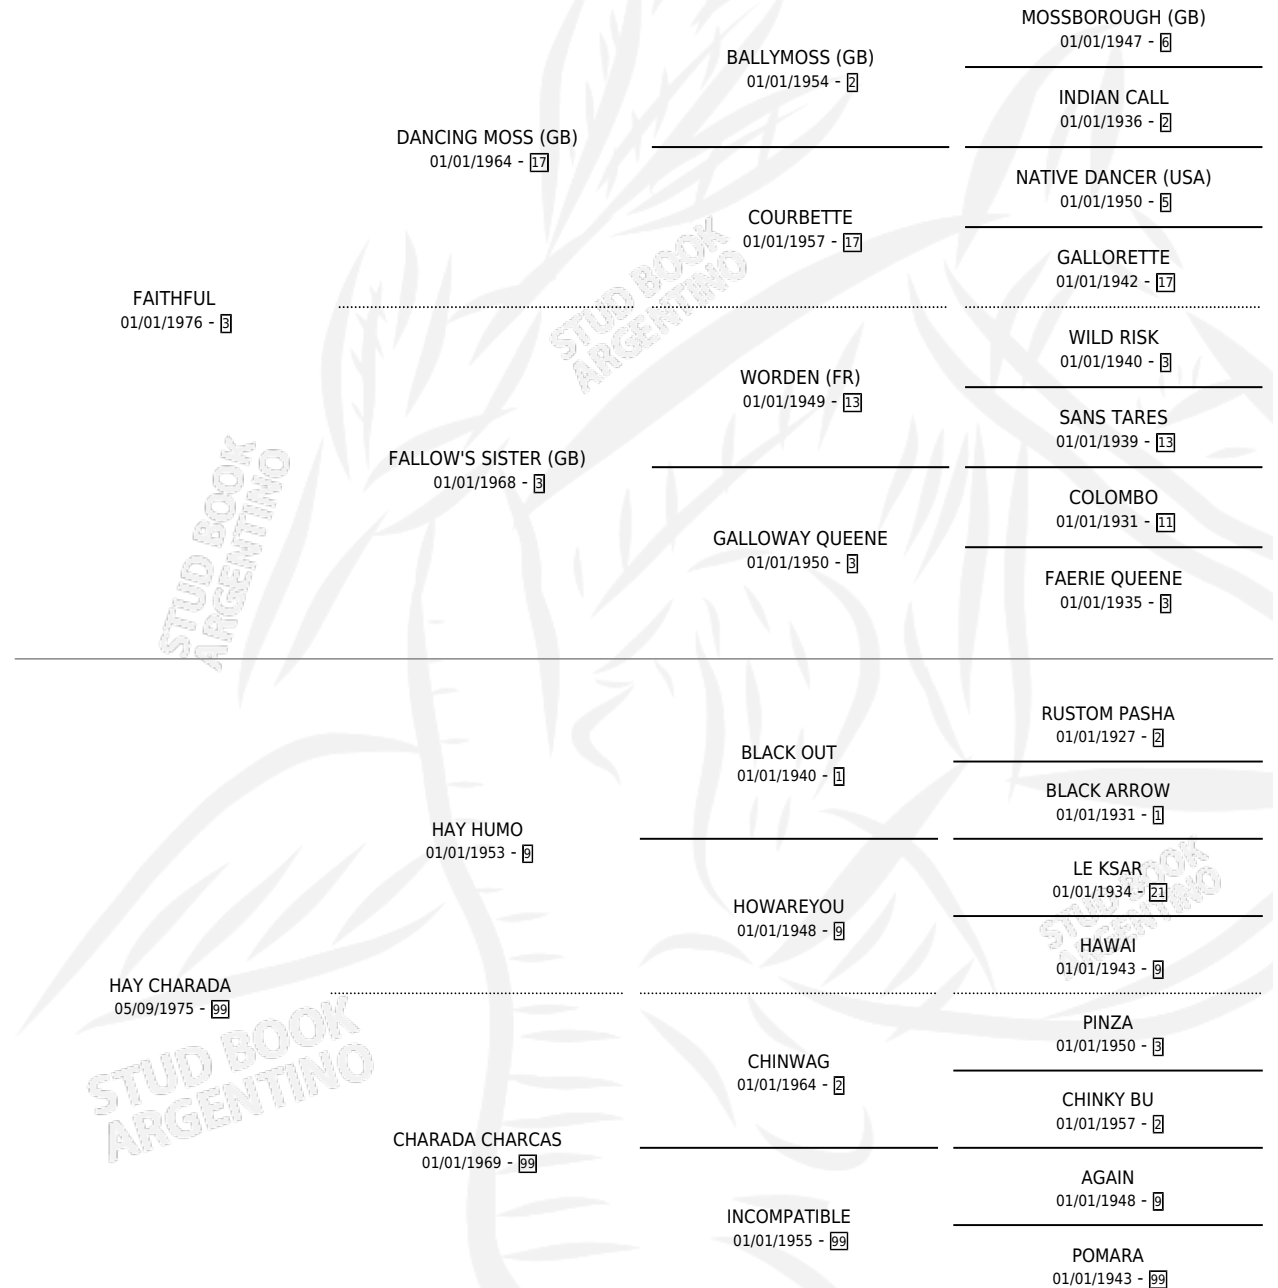 MOSSBOROUGH (GB)
01/01/1947 - 6
BALLYMOSS (GB)
01/01/1954 - 2
INDIAN CALL
01/01/1936 - 2
DANCING MOSS (GB)
01/01/1964 - 17
NATIVE DANCER (USA)
01/01/1950 - 5
COURBETTE
01/01/1957 - 17
GALLORETTE
01/01/1942 - 17
FAITHFUL
01/01/1976 - 3
WILD RISK
01/01/1940 - 3
WORDEN (FR)
01/01/1949 - 13
SANS TARES
01/01/1939 - 13
FALLOW'S SISTER (GB)
01/01/1968 - 3
COLOMBO
01/01/1931 - 11
GALLOWAY QUEENE
01/01/1950 - 3
FAERIE QUEENE
01/01/1935 - 3
RUSTOM PASHA
01/01/1927 - 2
BLACK OUT
01/01/1940 - 1
BLACK ARROW
01/01/1931 - 1
HAY HUMO
01/01/1953 - 9
LE KSAR
01/01/1934 - 21
HOWAREYOU
01/01/1948 - 9
HAWAI
01/01/1943 - 9
HAY CHARADA
05/09/1975 - 99
PINZA
01/01/1950 - 3
CHINWAG
01/01/1964 - 2
CHINKY BU
01/01/1957 - 2
CHARADA CHARCAS
01/01/1969 - 99
AGAIN
01/01/1948 - 9
INCOMPATIBLE
01/01/1955 - 99
POMARA
01/01/1943 - 99
STUD BOOK
ARGENTINO
STUD BOOK
ARGENTINO
STUD BOOK
ARGENTINO
STUD BOOK
ARGENTINO